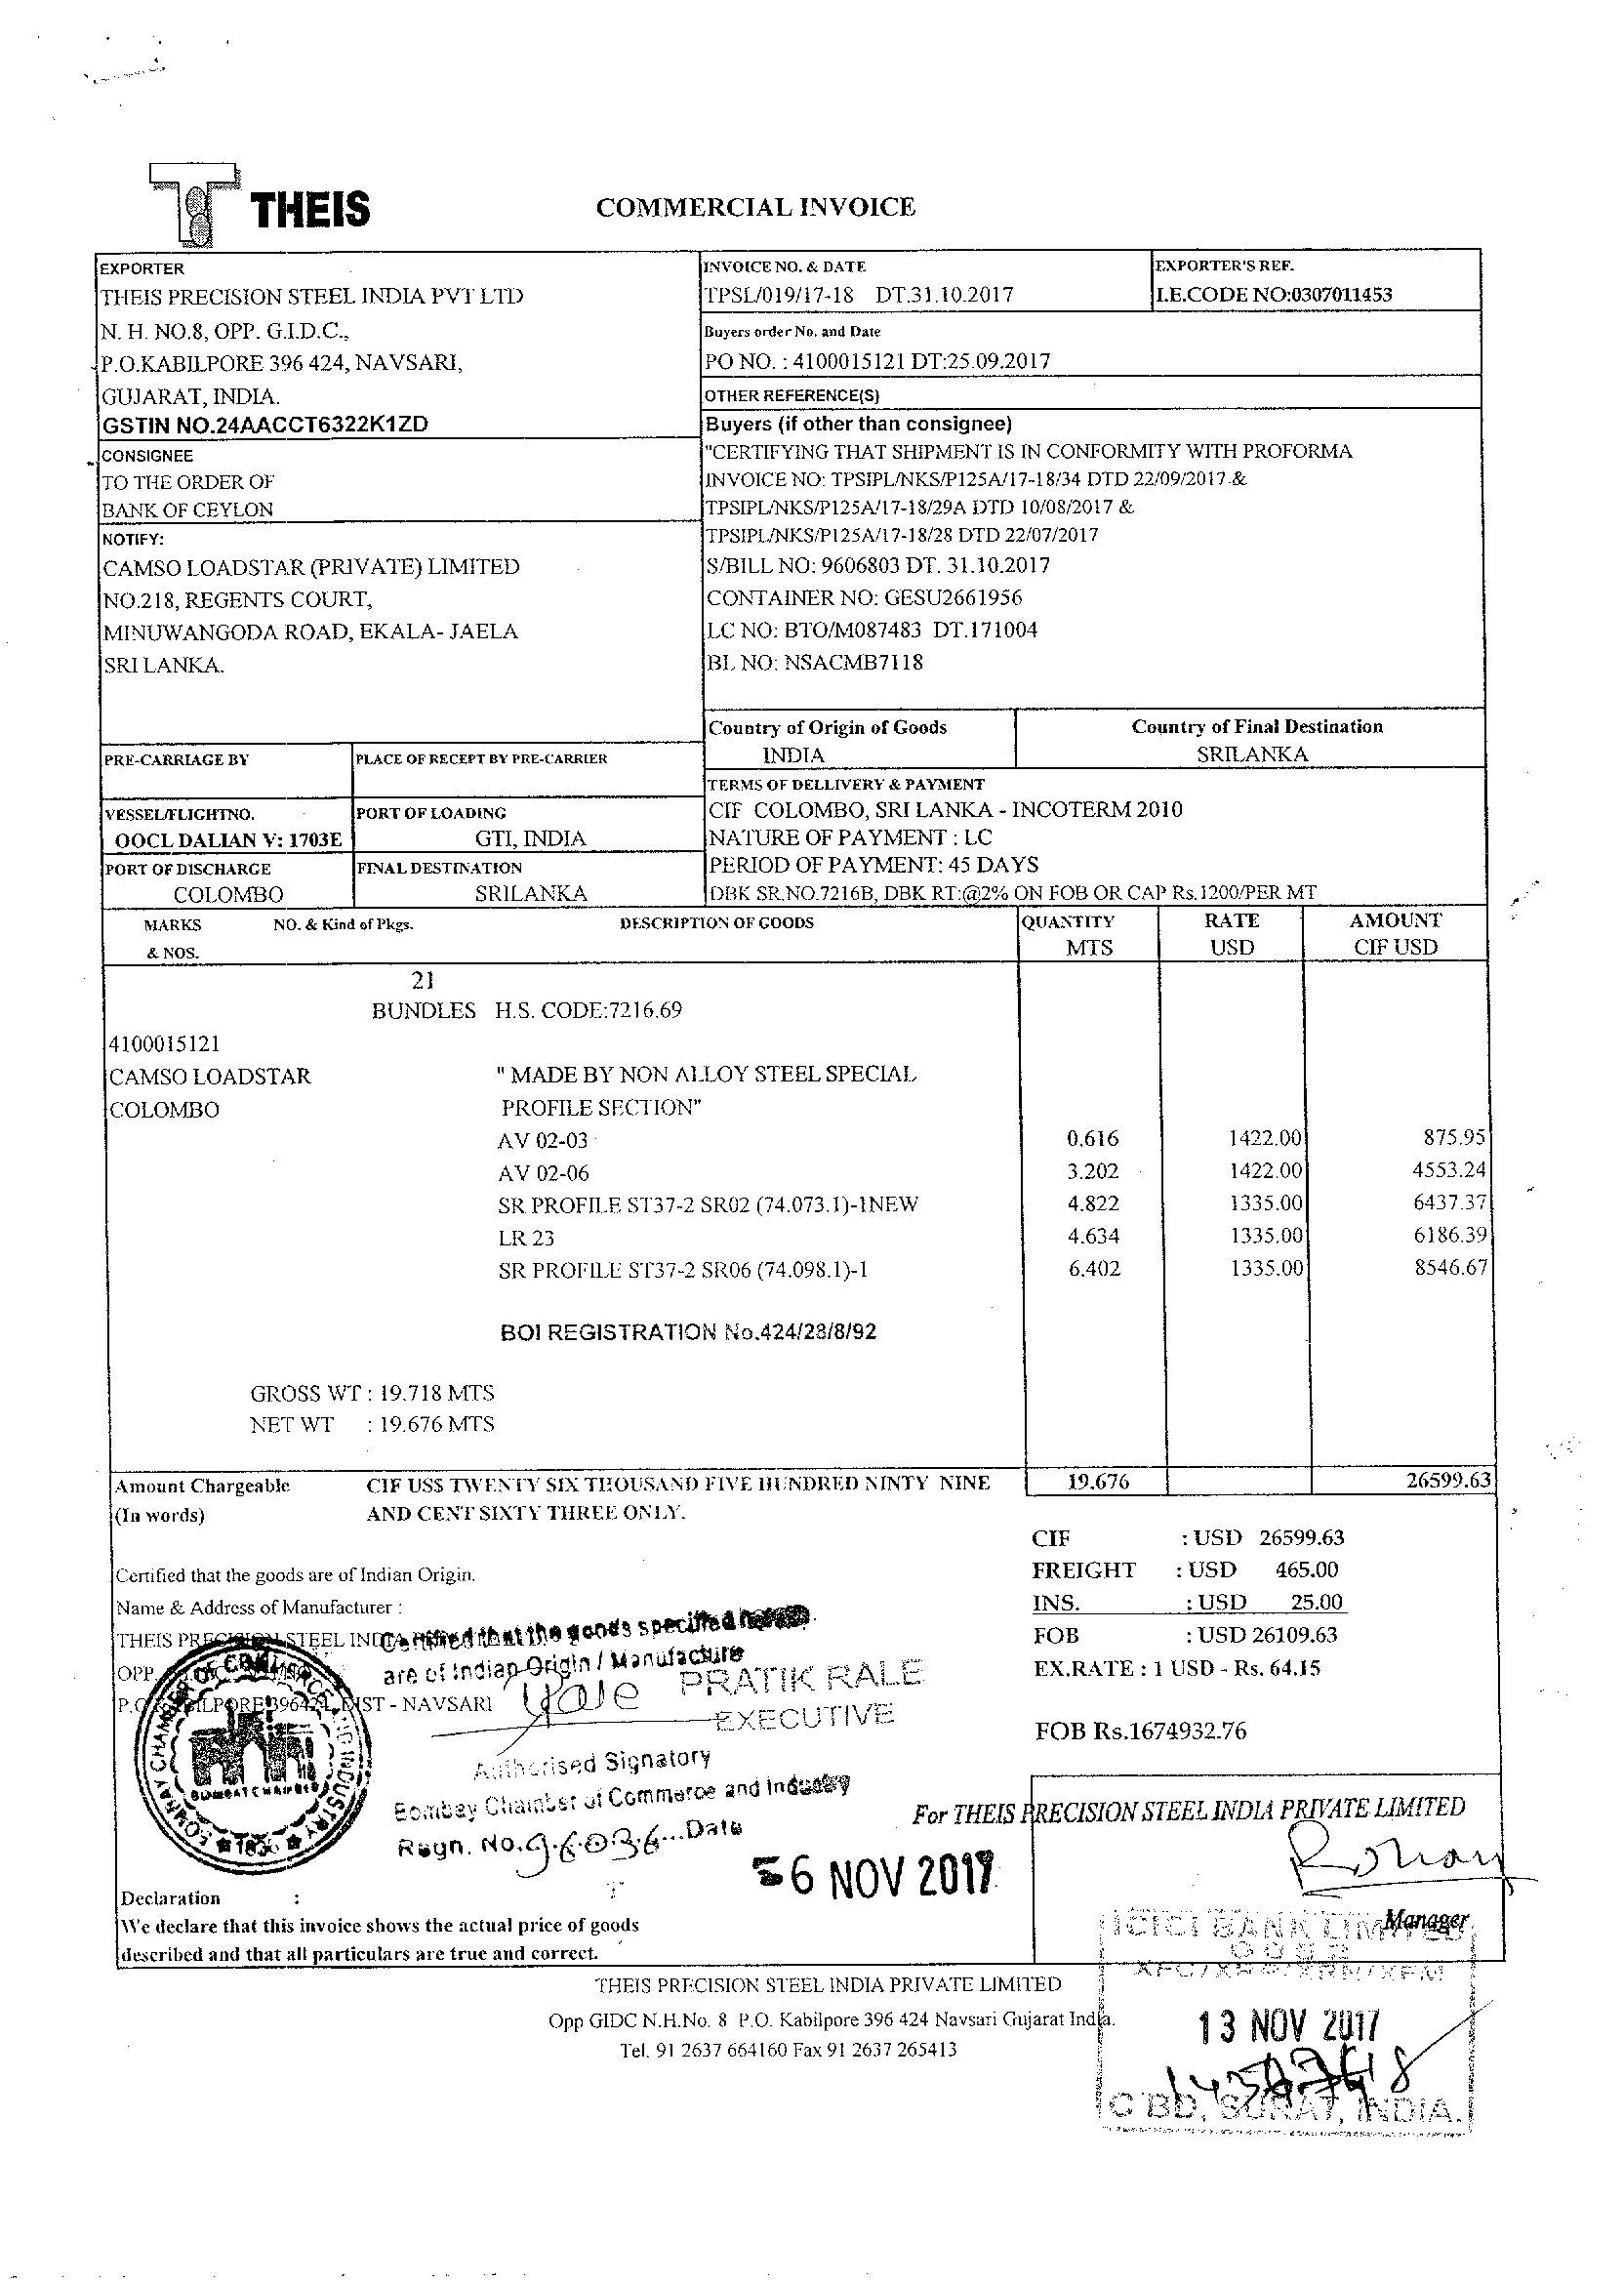 THEIS
COMMERCIAL INVOICE
EXPORTER
THEIS PRECISION STEEL INDIA PVT LTD
N. H. NO.8, OPP. G.I.D.C.,
P.O.KABILPORE 396 424, NAVSARI,
GUJARAT, INDIA.
GSTIN NO.24AACCT6322K1ZD
INVOICE NO. & DATE
TPSL/019/17-18 DT.31.10.2017
EXPORTER'S REF.
I.E.CODE NO:0307011453
Buyers order No. and Date
PO NO. : 4100015121 DT:25.09.2017
OTHER REFERENCE(S)
Buyers (if other than consignee)
"CERTIFYING THAT SHIPMENT IS IN CONFORMITY WITH PROFORMA
INVOICE NO: TPSIPL/NKS/P125A/17-18/34 DTD 22/09/2017 &
TPSIPL/NKS/P125A/17-18/29A DTD 10/08/2017 &
TPSIPL/NKS/P125A/17-18/28 DTD 22/07/2017
S/BILL NO: 9606803 DT. 31.10.2017
CONTAINER NO: GESU2661956
LC NO: BTO/M087483 DT.171004
BL NO: NSACMB7118
CONSIGNEE
TO THE ORDER OF
BANK OF CEYLON
NOTIFY:
CAMSO LOADSTAR (PRIVATE) LIMITED
NO.218, REGENTS COURT,
MINUWANGODA ROAD, EKALA- JAELA
SRI LANKA.
Country of Origin of Goods
INDIA
Country of Final Destination
SRILANKA
PRE-CARRIAGE BY
PLACE OF RECEPT BY PRE-CARRIER
TERMS OF DELLIVERY & PAYMENT
CIF COLOMBO, SRI LANKA - INCOTERM 2010
NATURE OF PAYMENT : LC
PERIOD OF PAYMENT: 45 DAYS
DBK SR.NO.7216B, DBK RT:@2% ON FOB OR CAP Rs.1200/PER MT
VESSEL/FLIGHTNO.
OOCL DALIAN V: 1703E
PORT OF LOADING
GTI, INDIA
PORT OF DISCHARGE
COLOMBO
FINAL DESTINATION
SRILANKA
MARKS & NOS.
NO. & Kind of Pkgs.
DESCRIPTION OF GOODS
QUANTITY MTS
RATE USD
AMOUNT CIF USD
21
BUNDLES H.S. CODE:7216.69
4100015121
CAMSO LOADSTAR
COLOMBO
" MADE BY NON ALLOY STEEL SPECIAL
PROFILE SECTION"
AV 02-03 0.616 1422.00 875.95
AV 02-06 3.202 1422.00 4553.24
SR PROFILE ST37-2 SR02 (74.073.1)-1NEW 4.822 1335.00 6437.37
LR 23 4.634 1335.00 6186.39
SR PROFILE ST37-2 SR06 (74.098.1)-1 6.402 1335.00 8546.67
BOI REGISTRATION No.424/28/8/92
GROSS WT : 19.718 MTS
NET WT : 19.676 MTS
Amount Chargeable CIF US$ TWENTY SIX THOUSAND FIVE HUNDRED NINTY NINE 19.676 26599.63
(In words) AND CENT SIXTY THREE ONLY.
CIF : USD 26599.63
FREIGHT : USD 465.00
INS. : USD 25.00
FOB : USD 26109.63
EX.RATE : 1 USD - Rs. 64.15
FOB Rs.1674932.76
Certified that the goods are of Indian Origin.
Name & Address of Manufacturer :
THEIS PRECISION STEEL
OPP.
DIST - NAVSARI
Certified that the goods specified
are of Indian Origin / Manufacture
PRATIK RALE
EXECUTIVE
Authorised Signatory
Bombay Chamber of Commerce and Industry
Regn. No. 96036 Date
56 NOV 2017
BOMBAY CHAMBER OF COMMERCE AND INDUSTRY
BOMBAY CHAMBER
1836
For THEIS PRECISION STEEL INDIA PRIVATE LIMITED
Rohan
Manager
Declaration :
We declare that this invoice shows the actual price of goods
described and that all particulars are true and correct.
ICICI BANK LIMITED
13 NOV 2017
C BD, SURAT, INDIA.
THEIS PRECISION STEEL INDIA PRIVATE LIMITED
Opp GIDC N.H.No. 8 P.O. Kabilpore 396 424 Navsari Gujarat India.
Tel. 91 2637 664160 Fax 91 2637 265413